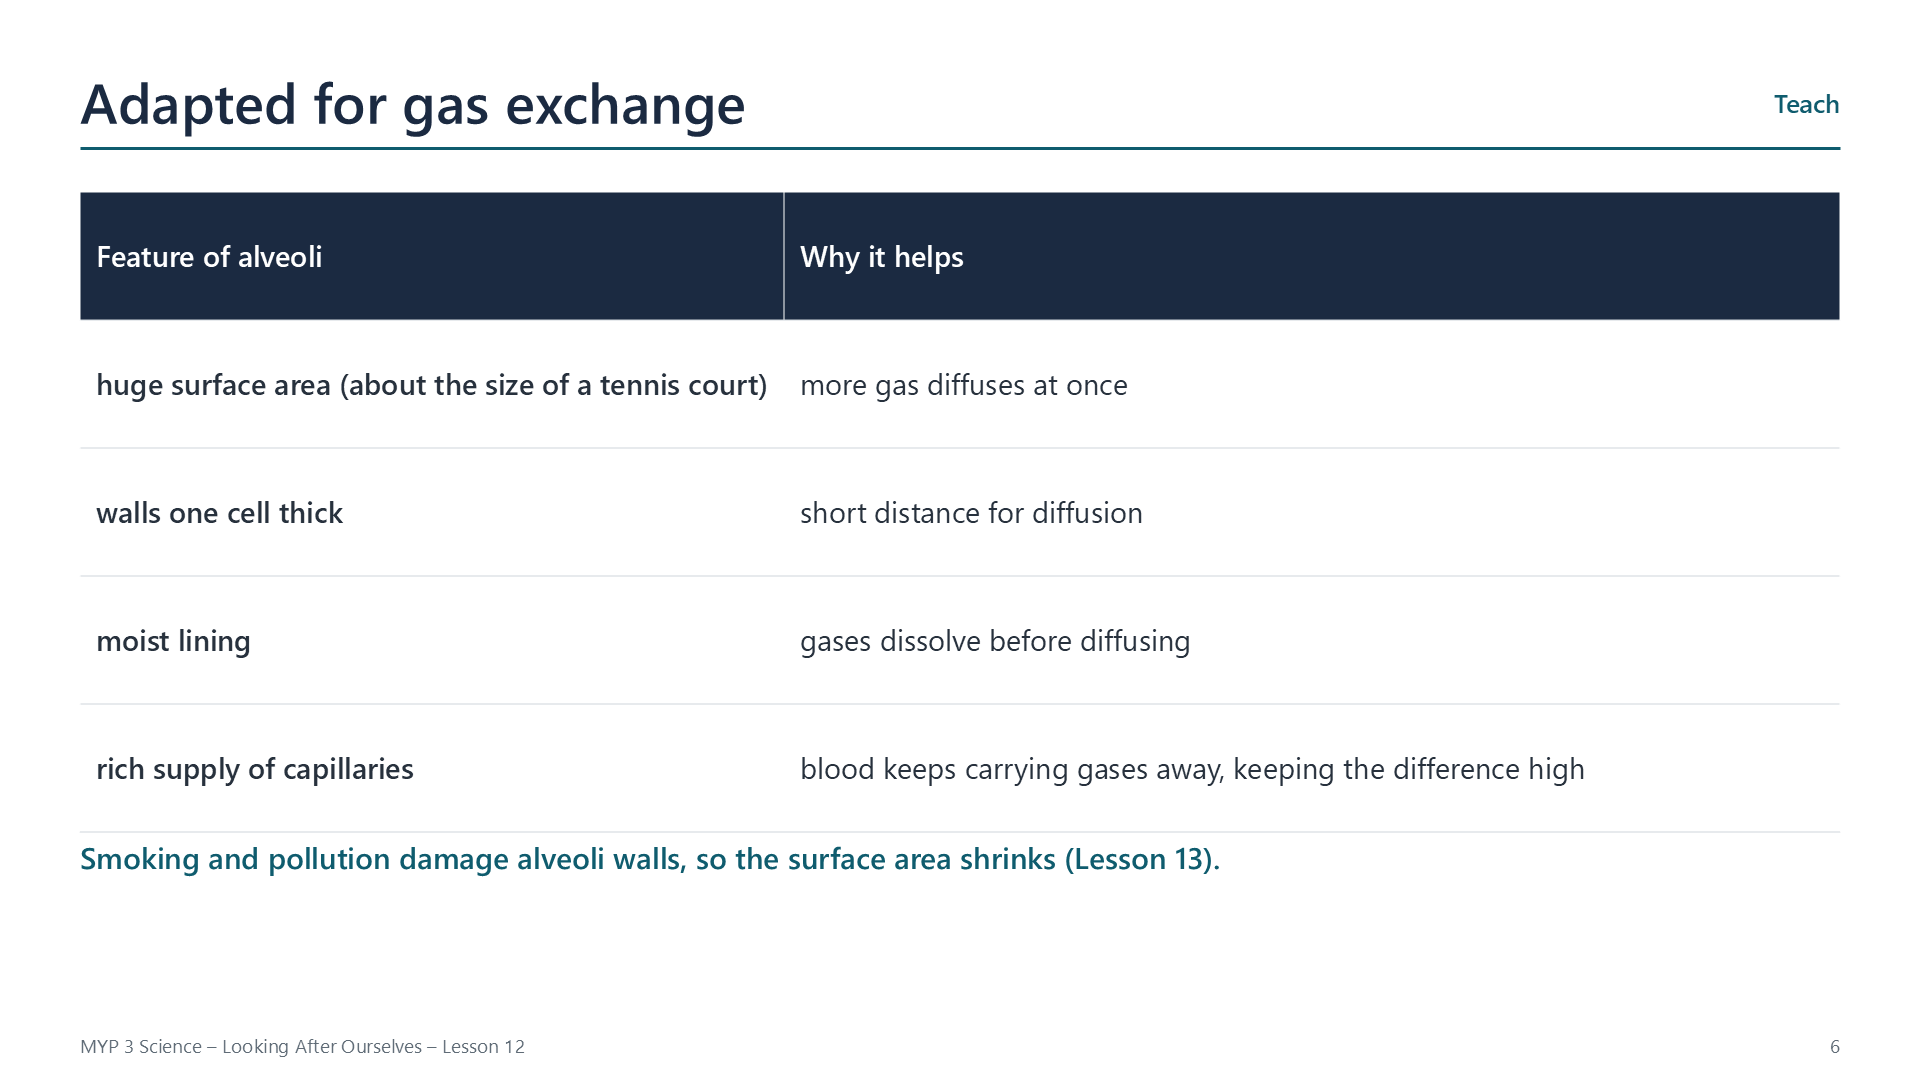 Adapted for gas exchange
Teach
Feature of alveoli
Why it helps
huge surface area (about the size of a tennis court)
more gas diffuses at once
walls one cell thick
short distance for diffusion
moist lining
gases dissolve before diffusing
rich supply of capillaries
blood keeps carrying gases away, keeping the difference high
Smoking and pollution damage alveoli walls, so the surface area shrinks (Lesson 13).
MYP 3 Science – Looking After Ourselves – Lesson 12
6